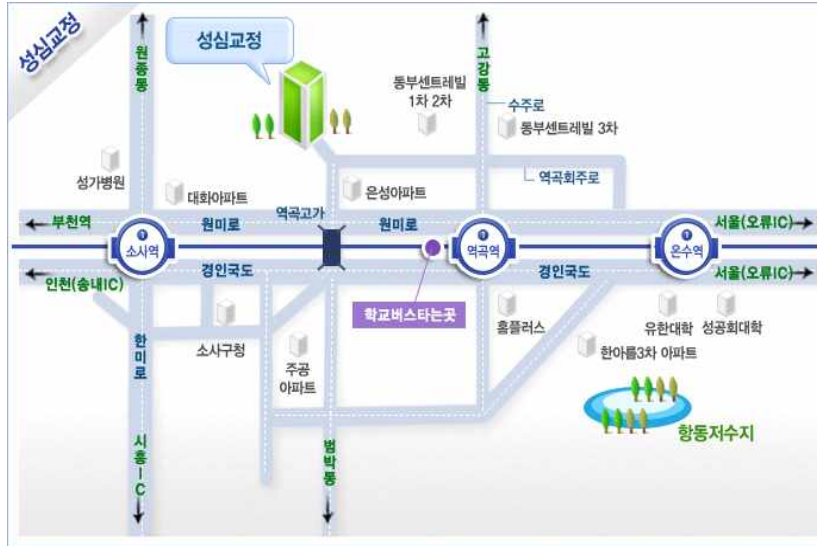 성심교정
성심교정
원종동
고강동
동부센트레빌
1차 2차
수주로
동부센트레빌 3차
성가병원
대화아파트
은성아파트
역곡회주로
부천역
원미로
역곡고가
원미로
서울(오류IC)
1
소사역
1
역곡역
1
온수역
인천(송내IC)
경인국도
경인국도
서울(오류IC)
학교버스타는곳
한미로
소사구청
주공
아파트
홈플러스
유한대학
성공회대학
한아름3차 아파트
항동저수지
시흥IC
범박동